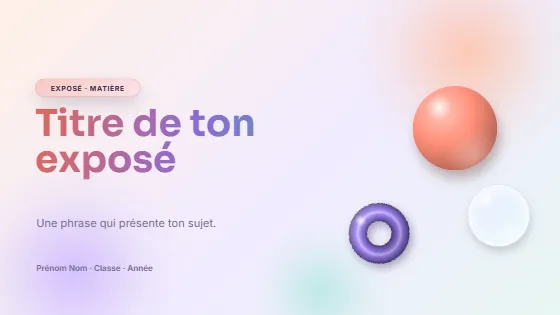 EXPOSÉ · MATIÈRE
Titre de ton
exposé
Une phrase qui présente ton sujet.
Prénom Nom · Classe · Année